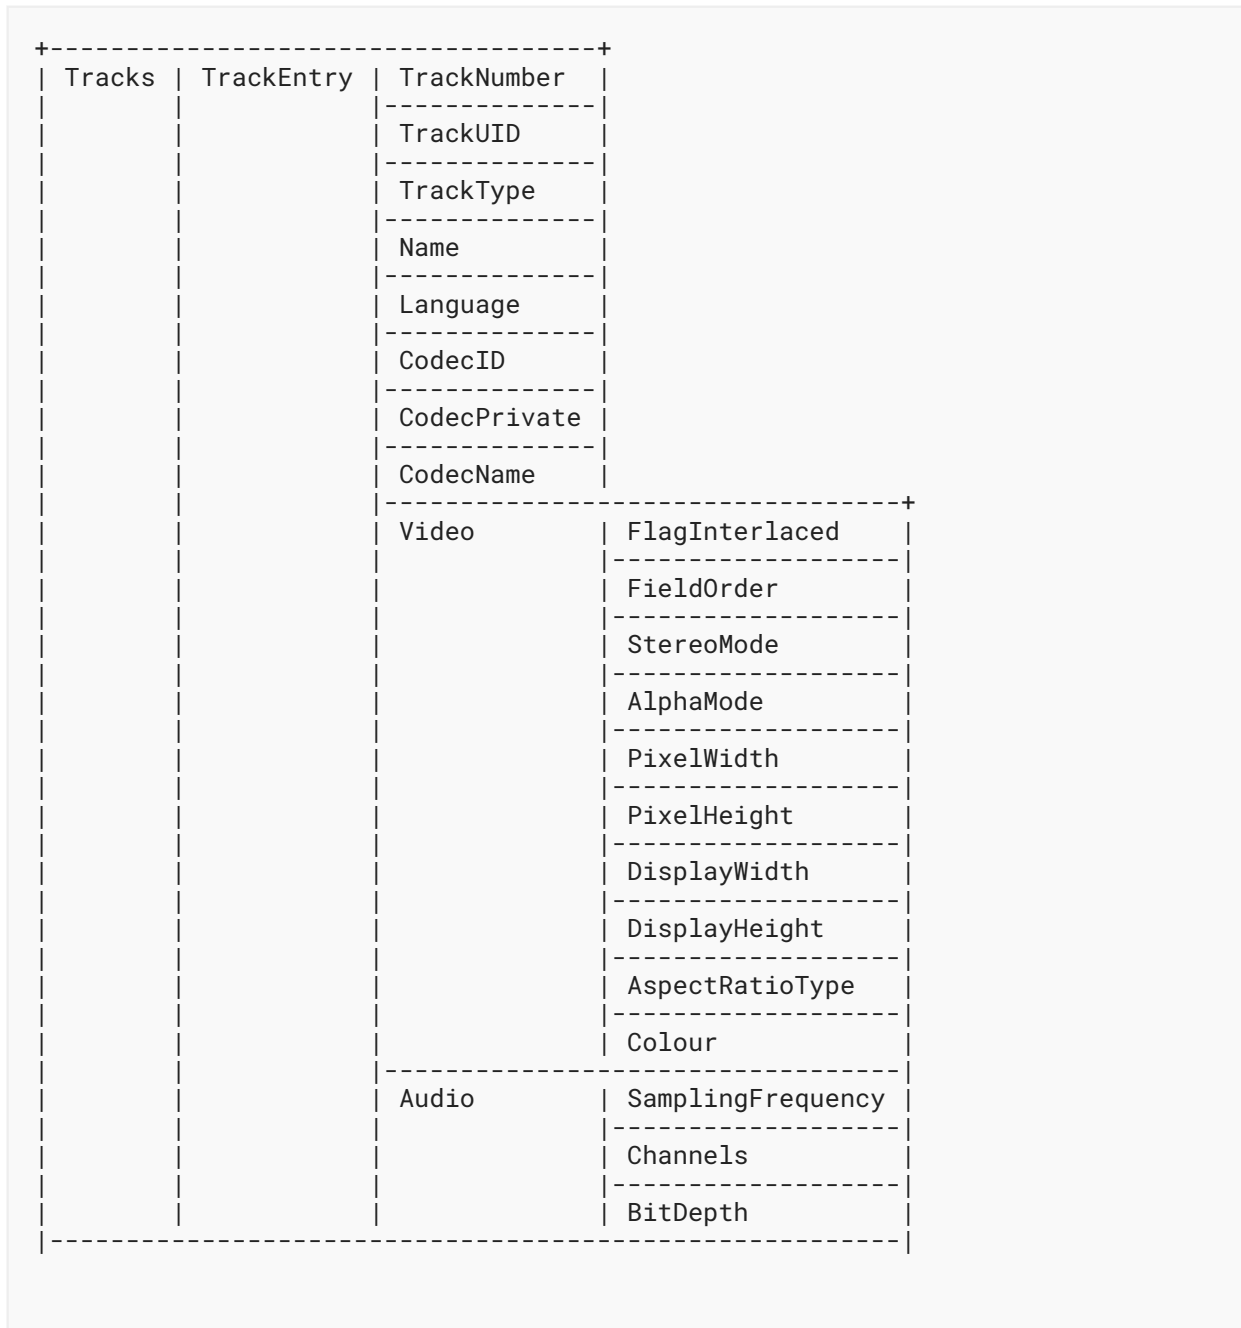 +------------------------------------+
| Tracks | TrackEntry | TrackNumber  |
|        |            |--------------|
|        |            | TrackUID     |
|        |            |--------------|
|        |            | TrackType    |
|        |            |--------------|
|        |            | Name         |
|        |            |--------------|
|        |            | Language     |
|        |            |--------------|
|        |            | CodecID      |
|        |            |--------------|
|        |            | CodecPrivate |
|        |            |--------------|
|        |            | CodecName    |
|        |            |----------------------------------+
|        |            | Video        | FlagInterlaced    |
|        |            |              |-------------------|
|        |            |              | FieldOrder        |
|        |            |              |-------------------|
|        |            |              | StereoMode        |
|        |            |              |-------------------|
|        |            |              | AlphaMode         |
|        |            |              |-------------------|
|        |            |              | PixelWidth        |
|        |            |              |-------------------|
|        |            |              | PixelHeight       |
|        |            |              |-------------------|
|        |            |              | DisplayWidth      |
|        |            |              |-------------------|
|        |            |              | DisplayHeight     |
|        |            |              |-------------------|
|        |            |              | AspectRatioType   |
|        |            |              |-------------------|
|        |            |              | Colour            |
|        |            |----------------------------------|
|        |            | Audio        | SamplingFrequency |
|        |            |              |-------------------|
|        |            |              | Channels          |
|        |            |              |-------------------|
|        |            |              | BitDepth          |
|--------------------------------------------------------|